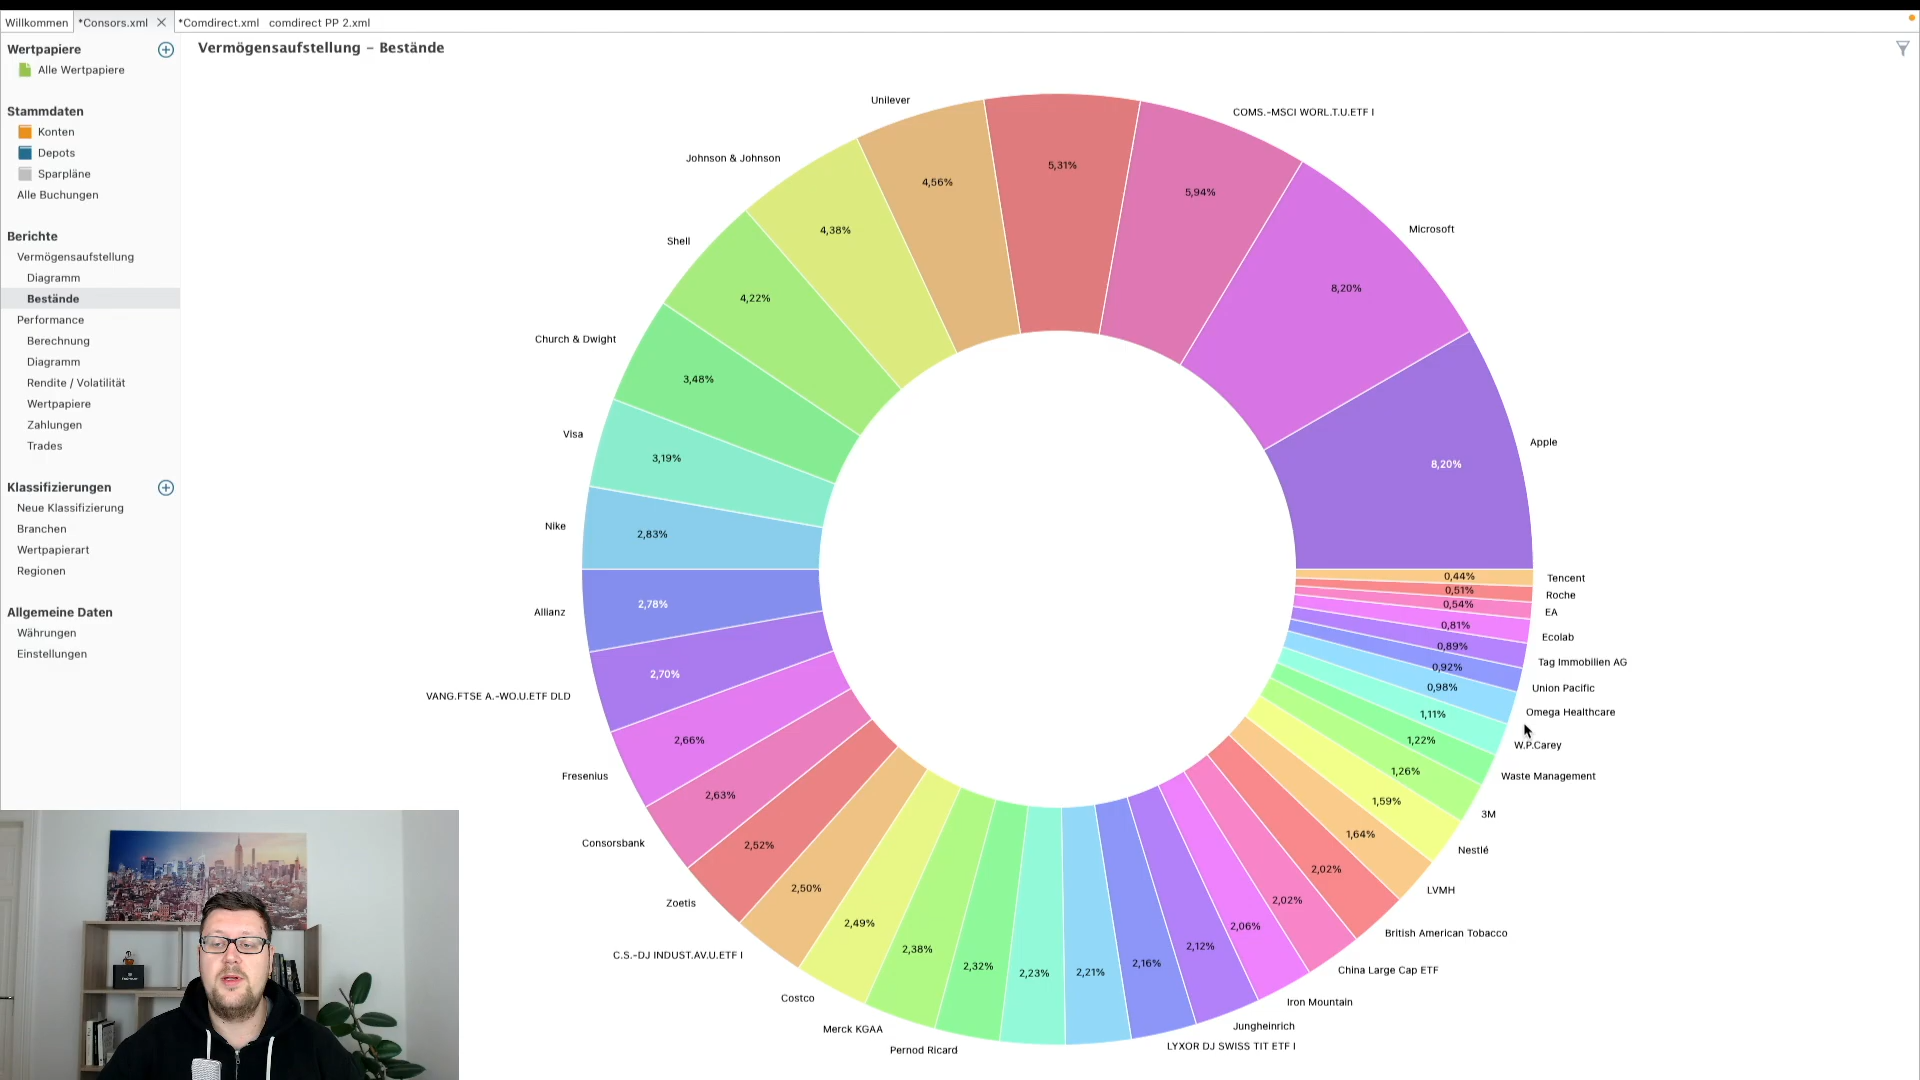 Willkommen
*Consors.xml
*Comdirect.xml
comdirect PP 2.xml
Wertpapiere
Alle Wertpapiere
Stammdaten
Konten
Depots
Sparpläne
Alle Buchungen
Berichte
Vermögensaufstellung
Diagramm
Bestände
Performance
Berechnung
Diagramm
Rendite / Volatilität
Wertpapiere
Zahlungen
Trades
Klassifizierungen
Neue Klassifizierung
Branchen
Wertpapierart
Regionen
Allgemeine Daten
Währungen
Einstellungen
Vermögensaufstellung – Bestände
Unilever
COMS.-MSCI WORL.T.U.ETF I
Johnson & Johnson
Microsoft
Shell
Church & Dwight
Visa
Apple
Nike
Allianz
VANG.FTSE A.-WO.U.ETF DLD
Fresenius
Consorsbank
Zoetis
C.S.-DJ INDUST.AV.U.ETF I
Costco
Merck KGAA
Pernod Ricard
LYXOR DJ SWISS TIT ETF I
Jungheinrich
Iron Mountain
China Large Cap ETF
British American Tobacco
LVMH
Nestlé
3M
Waste Management
W.P.Carey
Omega Healthcare
Union Pacific
Tag Immobilien AG
Ecolab
EA
Roche
Tencent
5,31%
5,94%
8,20%
8,20%
4,56%
4,38%
4,22%
3,48%
3,19%
2,83%
2,78%
2,70%
2,66%
2,63%
2,52%
2,50%
2,49%
2,38%
2,32%
2,23%
2,21%
2,16%
2,12%
2,06%
2,02%
2,02%
1,64%
1,59%
1,26%
1,22%
1,11%
0,98%
0,92%
0,89%
0,81%
0,54%
0,51%
0,44%